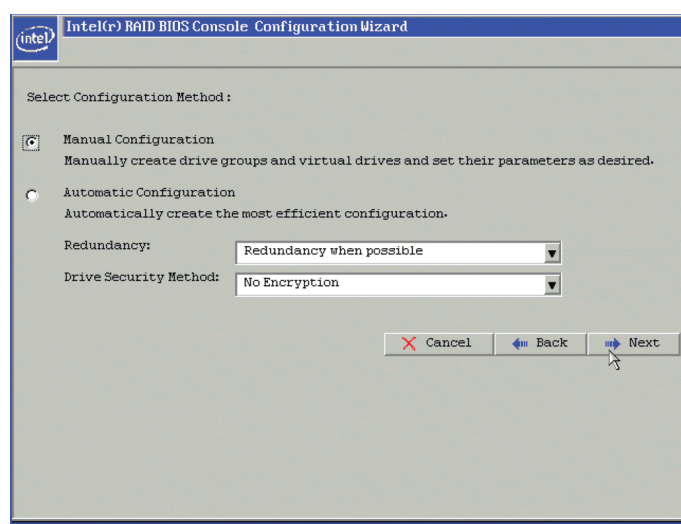 intel
Intel(r) RAID BIOS Console Configuration Wizard
Select Configuration Method:
Manual Configuration
Manually create drive groups and virtual drives and set their parameters as desired.
Automatic Configuration
Automatically create the most efficient configuration.
Redundancy: Redundancy when possible
Drive Security Method: No Encryption
Cancel Back Next